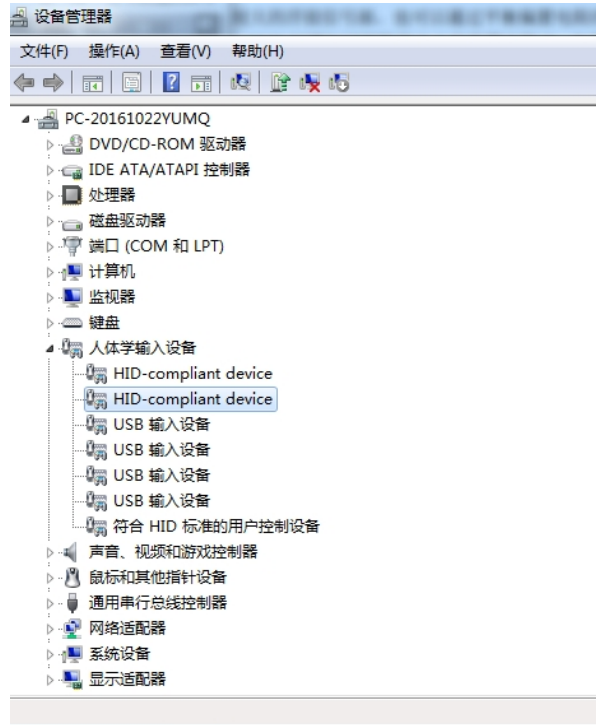 设备管理器
文件(F) 操作(A) 查看(V) 帮助(H)
PC-20161022YUMQ
DVD/CD-ROM 驱动器
IDE ATA/ATAPI 控制器
处理器
磁盘驱动器
端口 (COM 和 LPT)
计算机
监视器
键盘
人体学输入设备
HID-compliant device
HID-compliant device
USB 输入设备
USB 输入设备
USB 输入设备
USB 输入设备
符合 HID 标准的用户控制设备
声音、视频和游戏控制器
鼠标和其他指针设备
通用串行总线控制器
网络适配器
系统设备
显示适配器